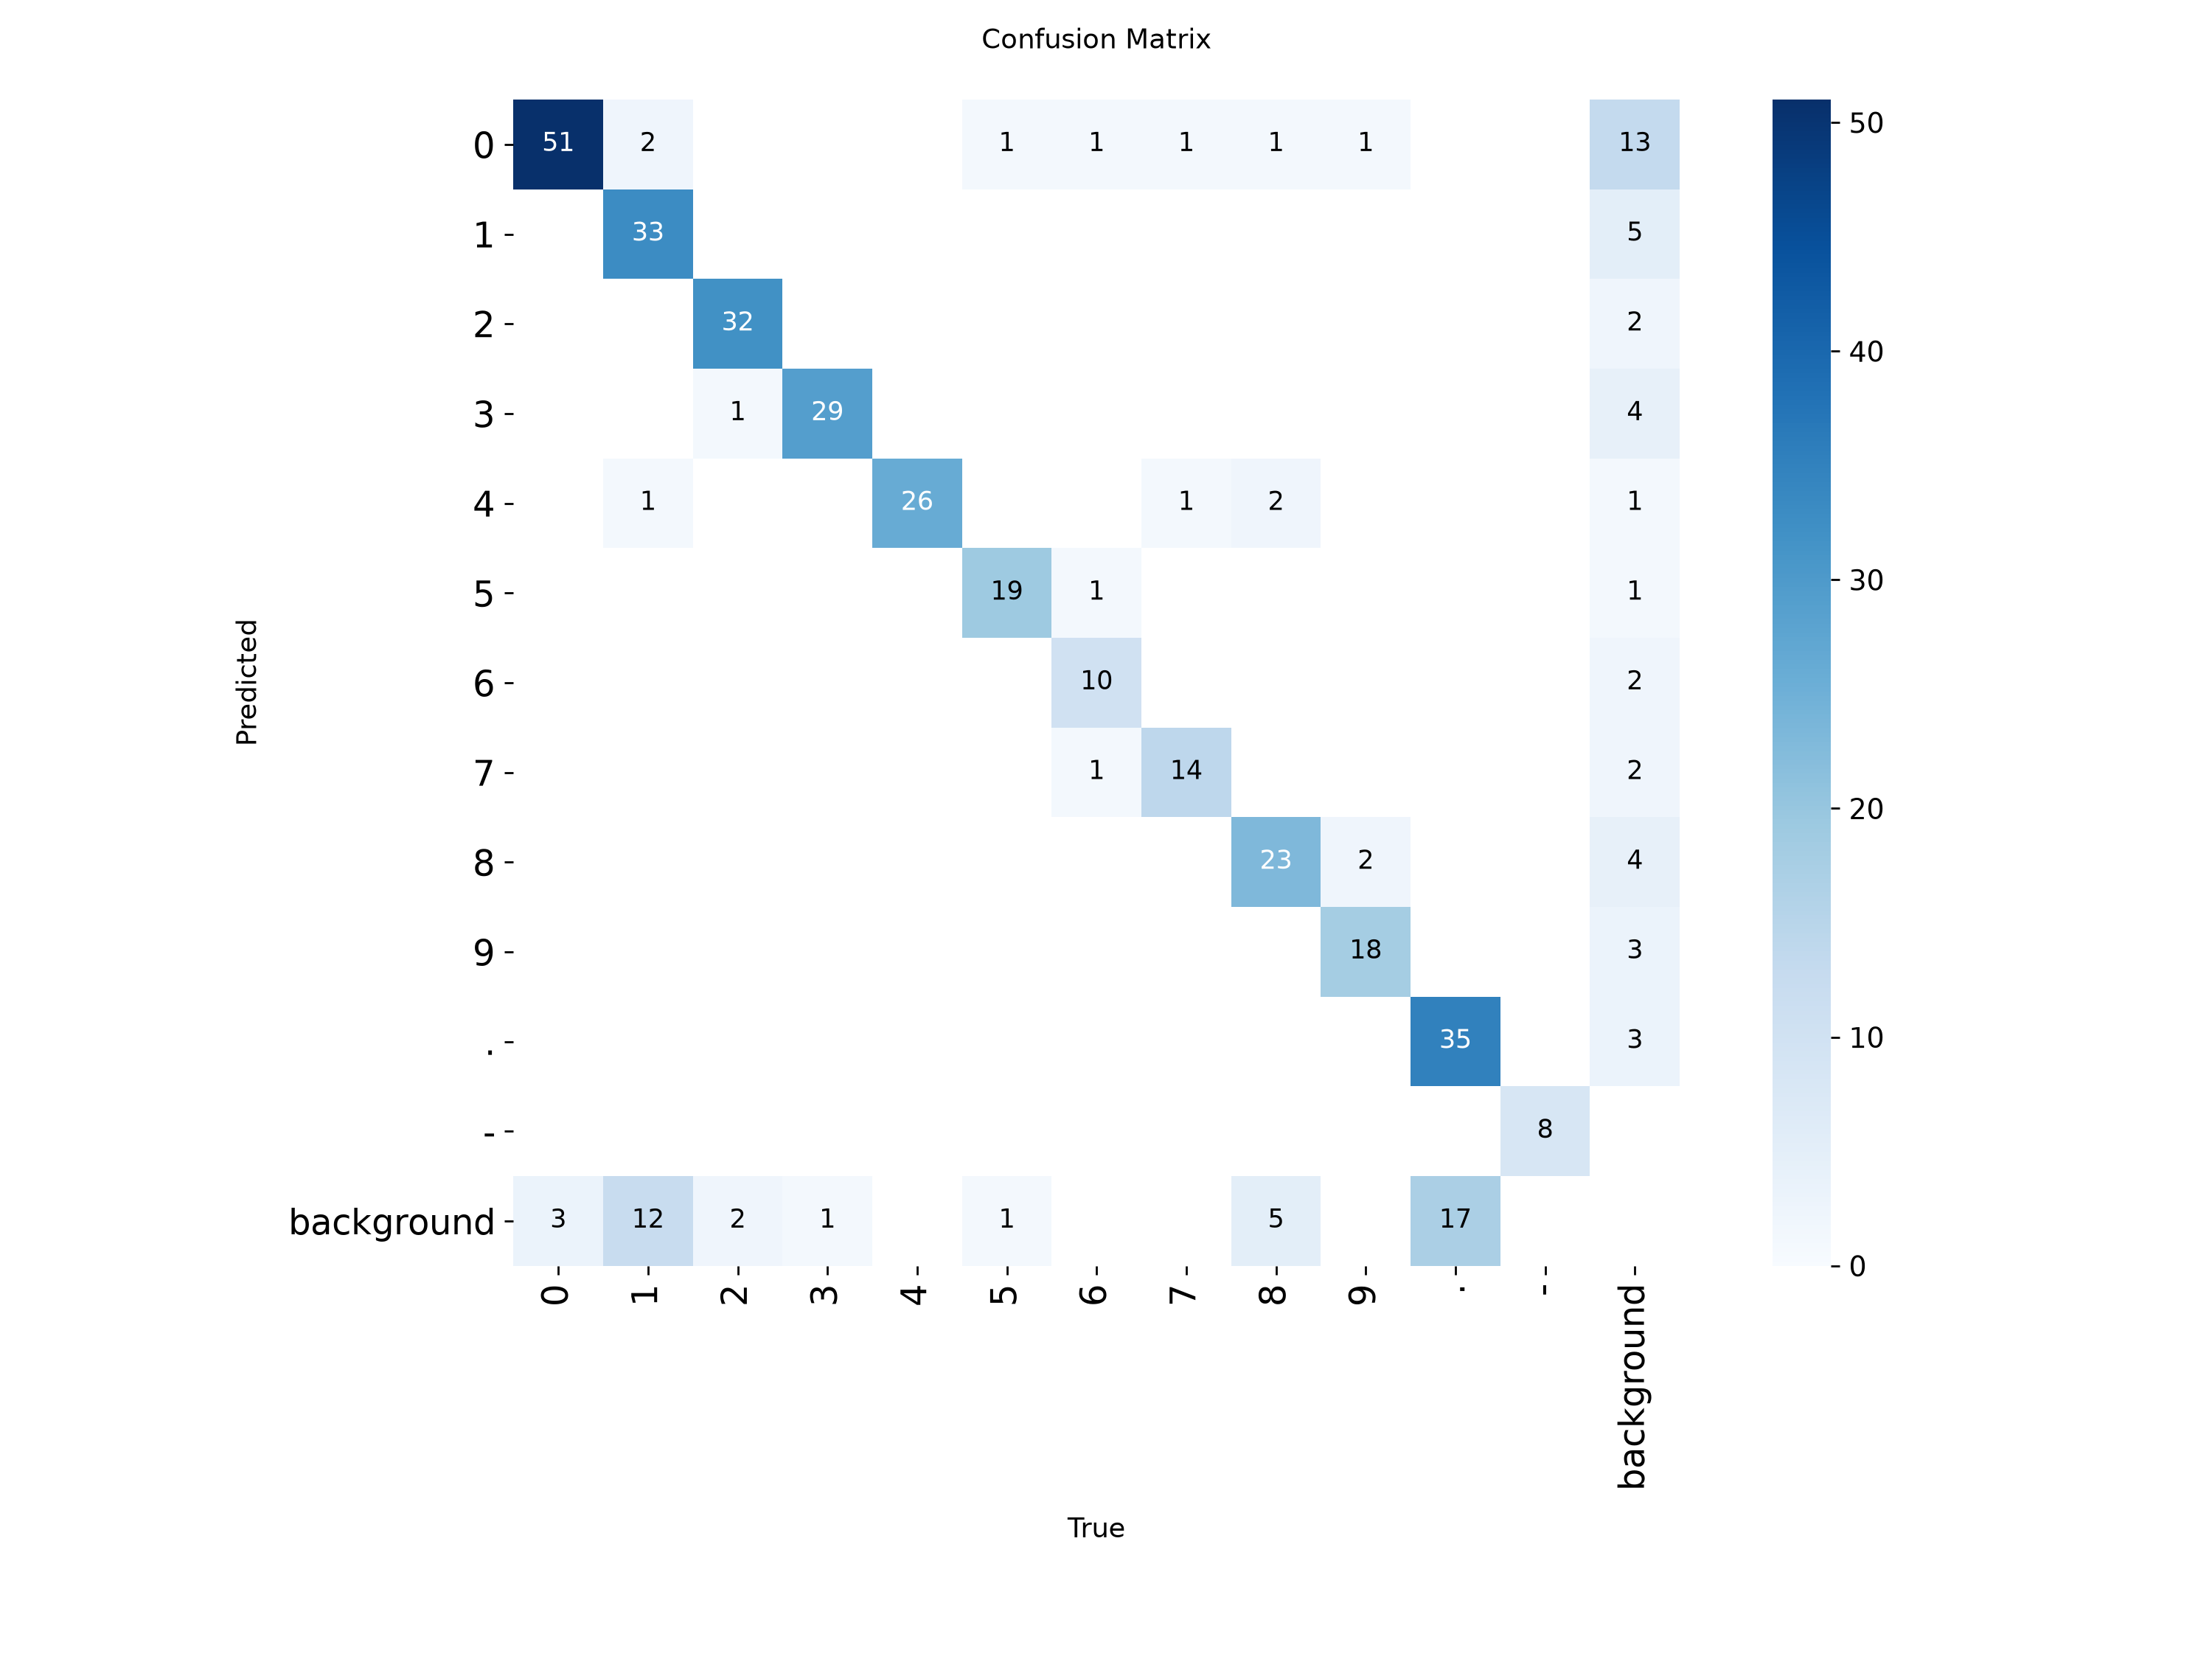 Confusion Matrix
0 51 2 1 1 1 1 1 13
1 33 5
2 32 2
3 1 29 4
4 1 26 1 2 1
5 19 1 1
6 10 2
7 1 14 2
8 23 2 4
9 18 3
. 35 3
- 8
background 3 12 2 1 1 5 17
0 1 2 3 4 5 6 7 8 9 . - background
Predicted
True
50
40
30
20
10
0